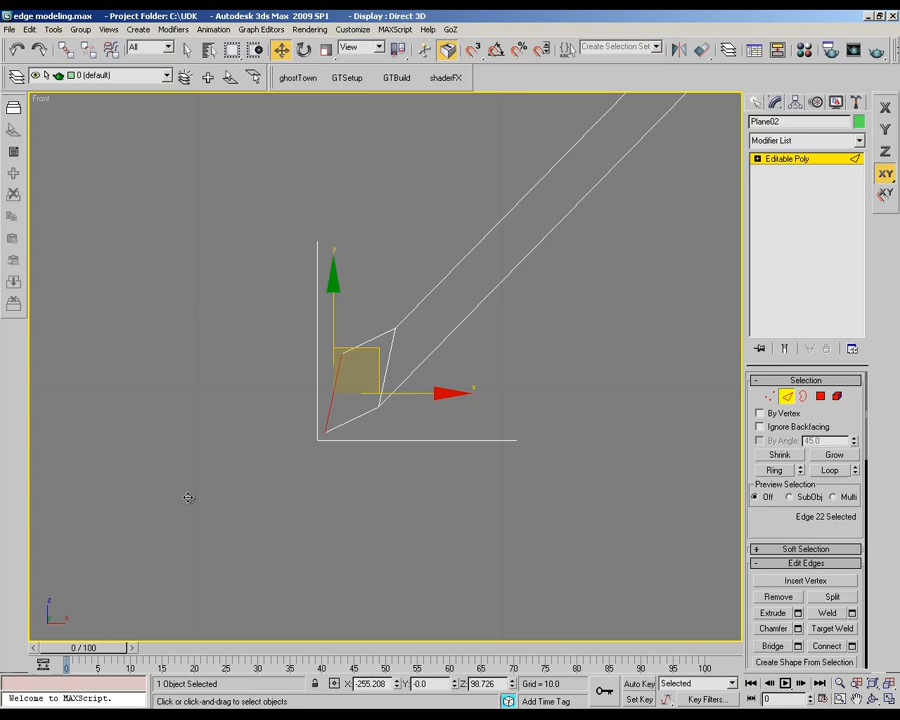 edge modeling.max - Project Folder: C:\UDK - Autodesk 3ds Max 2009 SP1 - Display : Direct 3D
File Edit Tools Group Views Create Modifiers Animation Graph Editors Rendering Customize MAXScript Help GoZ
All View Create Selection Set
0 (default) ghostTown GTSetup GTBuild shaderFX
Front
X
Y
Z
XY
XY
Plane02
Modifier List
Editable Poly
y
x
- Selection
By Vertex
Ignore Backfacing
By Angle: 45.0
Shrink Grow
Ring Loop
Preview Selection
Off SubObj Multi
Edge 22 Selected
+ Soft Selection
- Edit Edges
Insert Vertex
Remove Split
Extrude Weld
Chamfer Target Weld
Bridge Connect
Create Shape From Selection
z
x
0 / 100
0 5 10 15 20 25 30 35 40 45 50 55 60 65 70 75 80 85 90 95 100
1 Object Selected X: -255.208 Y: -0.0 Z: 98.726 Grid = 10.0 Auto Key Selected
Welcome to MAXScript. Click or click-and-drag to select objects Add Time Tag Set Key Key Filters... 0